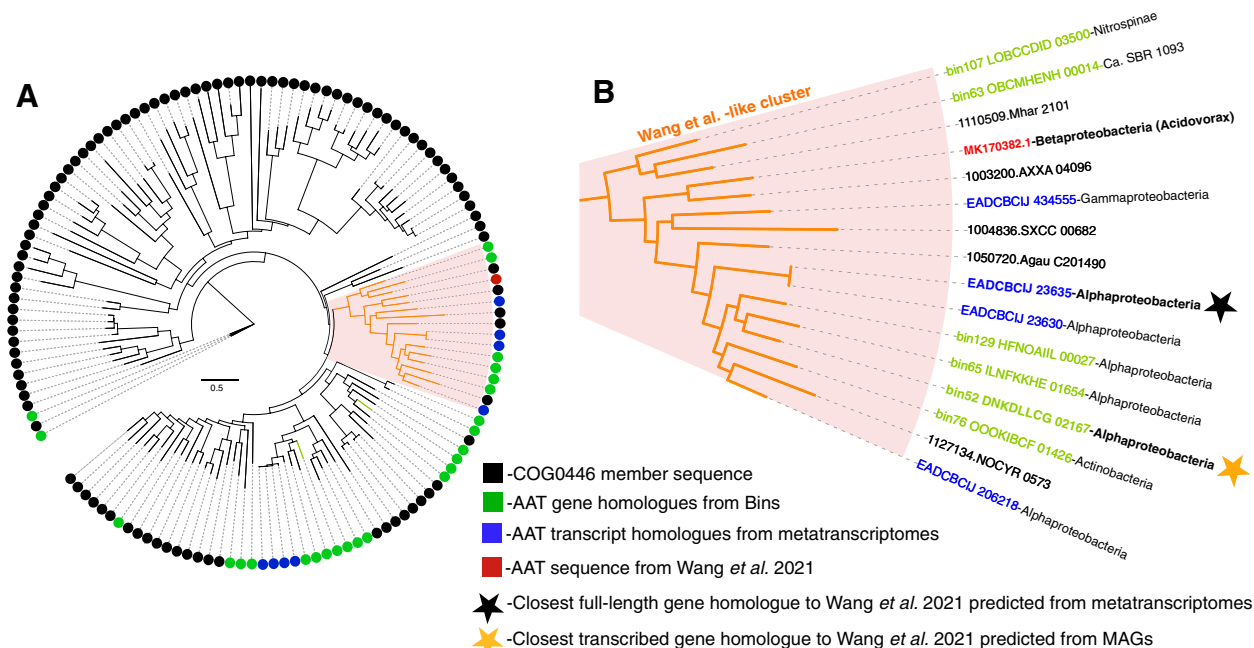 A
0.5
B
Wang et al. -like cluster
bin107 LOBCCDID 03500-Nitrospinae
bin63 OBCMHENH 00014-Ca. SBR 1093
1110509.Mhar 2101
MK170382.1-Betaproteobacteria (Acidovorax)
1003200.AXXA 04096
EADCBCIJ 434555-Gammaproteobacteria
1004836.SXCC 00682
1050720.Agau C201490
EADCBCIJ 23635-Alphaproteobacteria
EADCBCIJ 23630-Alphaproteobacteria
bin129 HFNOAIIL 00027-Alphaproteobacteria
bin65 ILNFKKHE 01654-Alphaproteobacteria
bin52 DNKDLLCG 02167-Alphaproteobacteria
bin76 OOOKIBCF 01426-Actinobacteria
1127134.NOCYR 0573
EADCBCIJ 206218-Alphaproteobacteria
-COG0446 member sequence
-AAT gene homologues from Bins
-AAT transcript homologues from metatranscriptomes
-AAT sequence from Wang et al. 2021
-Closest full-length gene homologue to Wang et al. 2021 predicted from metatranscriptomes
-Closest transcribed gene homologue to Wang et al. 2021 predicted from MAGs